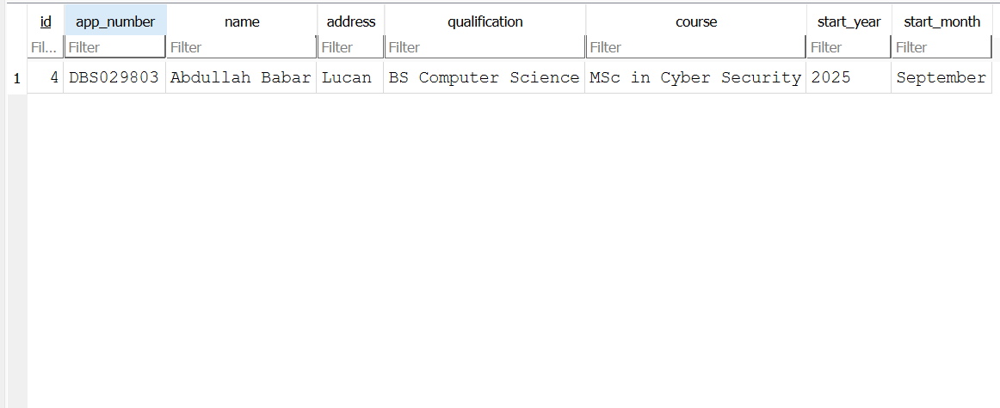 id app_number name address qualification course start_year start_month
Fil... Filter Filter Filter Filter Filter Filter Filter
1 4 DBS029803 Abdullah Babar Lucan BS Computer Science MSc in Cyber Security 2025 September